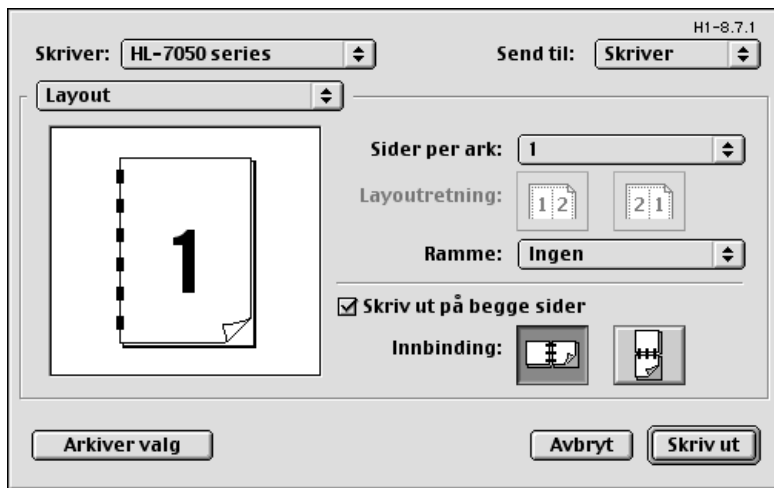 H1-8.7.1
Skriver: HL-7050 series Send til: Skriver
Layout
Sider per ark: 1
Layoutretning: 1 2 2 1
1
Ramme: Ingen
Skriv ut på begge sider
Innbinding:
Arkiver valg Avbryt Skriv ut